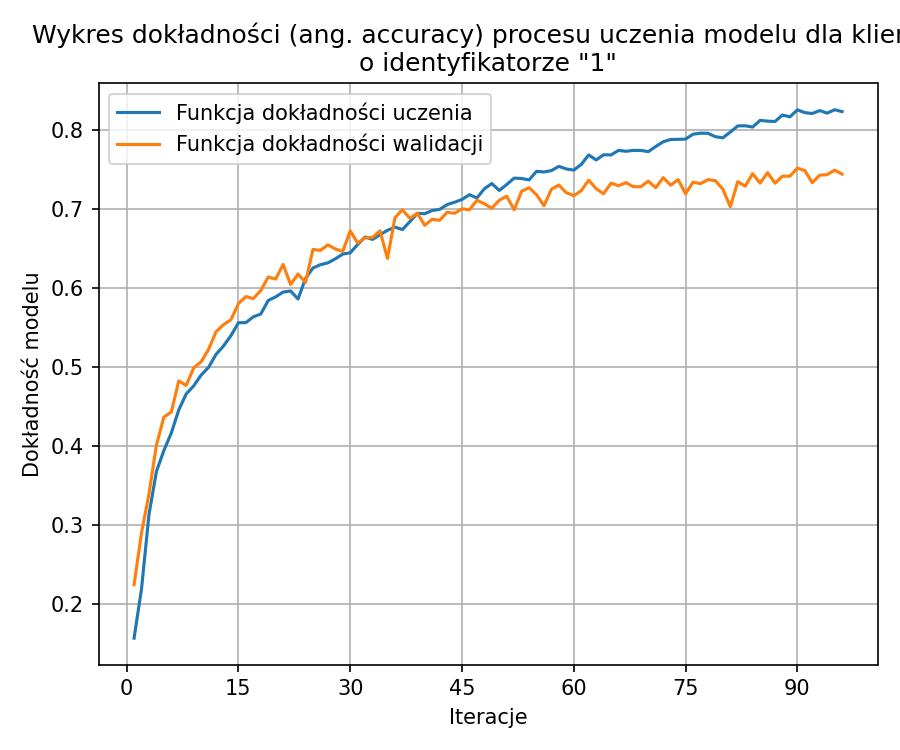 Wykres dokładności (ang. accuracy) procesu uczenia modelu dla
o identyfikatorze "1"
Funkcja dokładności uczenia
Funkcja dokładności walidacji
Dokładność modelu
0.8
0.7
0.6
0.5
0.4
0.3
0.2
0 15 30 45 60 75 90
Iteracje